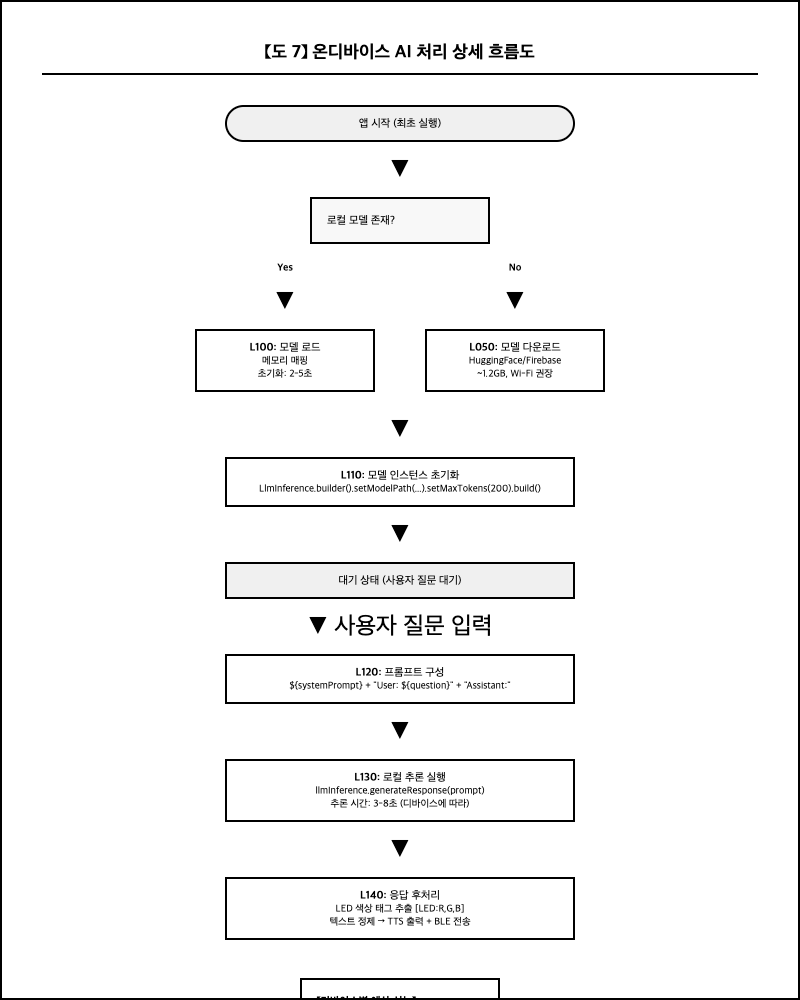 【도 7】 온디바이스 AI 처리 상세 흐름도
앱 시작 (최초 실행)
▼
로컬 모델 존재?
Yes
No
▼
▼
L100: 모델 로드
메모리 매핑
초기화: 2-5초
L050: 모델 다운로드
HuggingFace/Firebase
~1.2GB, Wi-Fi 권장
▼
L110: 모델 인스턴스 초기화
LlmInference.builder().setModelPath(...).setMaxTokens(200).build()
▼
대기 상태 (사용자 질문 대기)
▼ 사용자 질문 입력
L120: 프롬프트 구성
${systemPrompt} + "User: ${question}" + "Assistant:"
▼
L130: 로컬 추론 실행
llmInference.generateResponse(prompt)
추론 시간: 3-8초 (디바이스에 따라)
▼
L140: 응답 후처리
LED 색상 태그 추출 [LED:R,G,B]
텍스트 정제 → TTS 출력 + BLE 전송